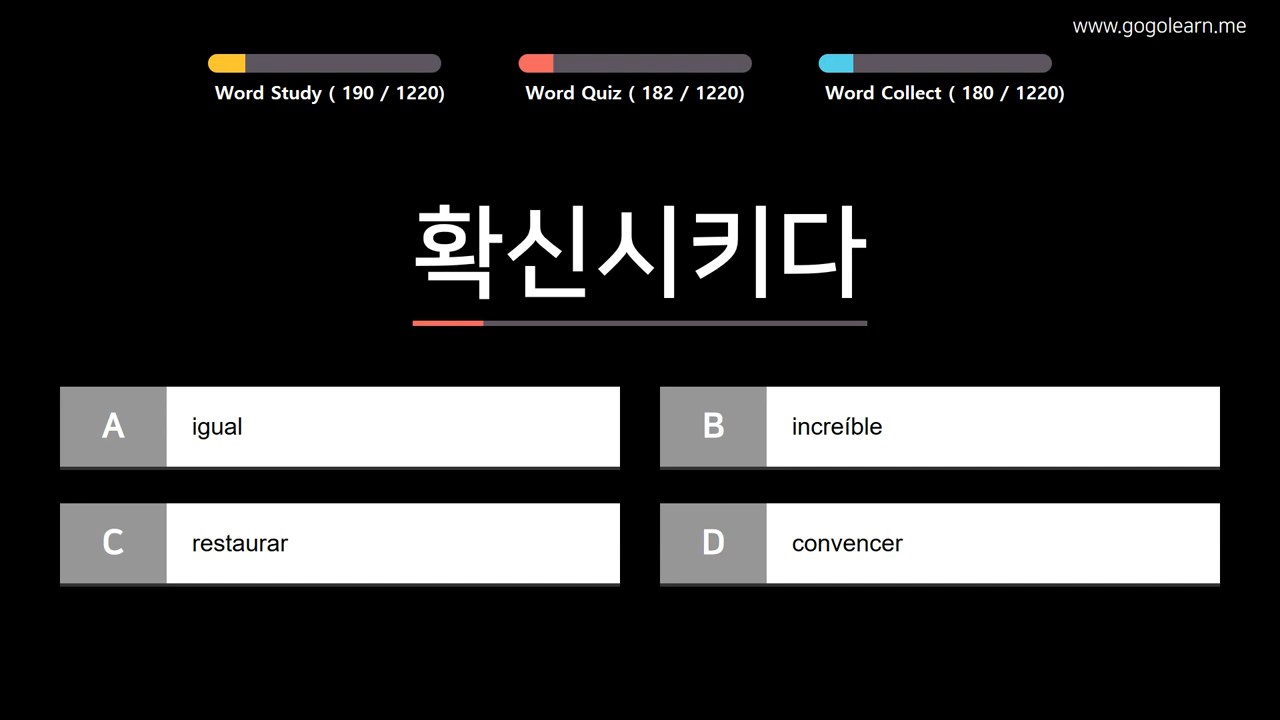 www.gogolearn.me
Word Study ( 190 / 1220)
Word Quiz ( 182 / 1220)
Word Collect ( 180 / 1220)
확신시키다
A igual
B increíble
C restaurar
D convencer